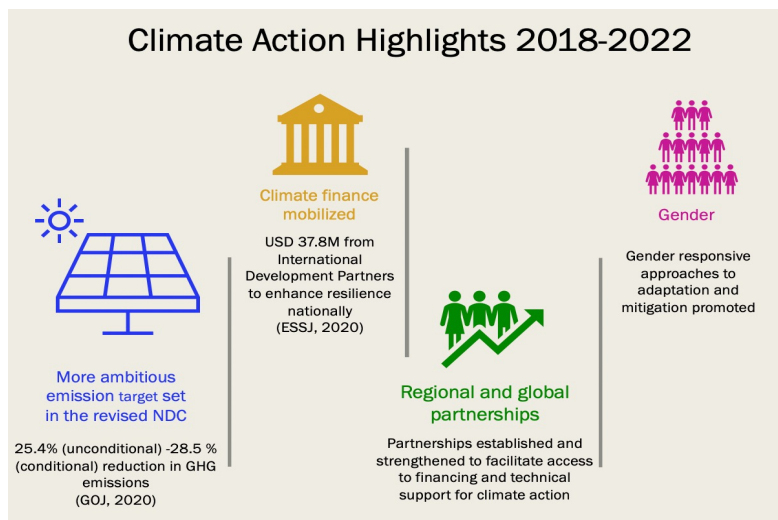 Climate Action Highlights 2018-2022
More ambitious
emission target set
in the revised NDC
25.4% (unconditional) -28.5 %
(conditional) reduction in GHG
emissions
(GOJ, 2020)
Climate finance
mobilized
USD 37.8M from
International
Development Partners
to enhance resilience
nationally
(ESSJ, 2020)
Regional and global
partnerships
Partnerships established and
strengthened to facilitate access
to financing and technical
support for climate action
Gender
Gender responsive
approaches to
adaptation and
mitigation promoted